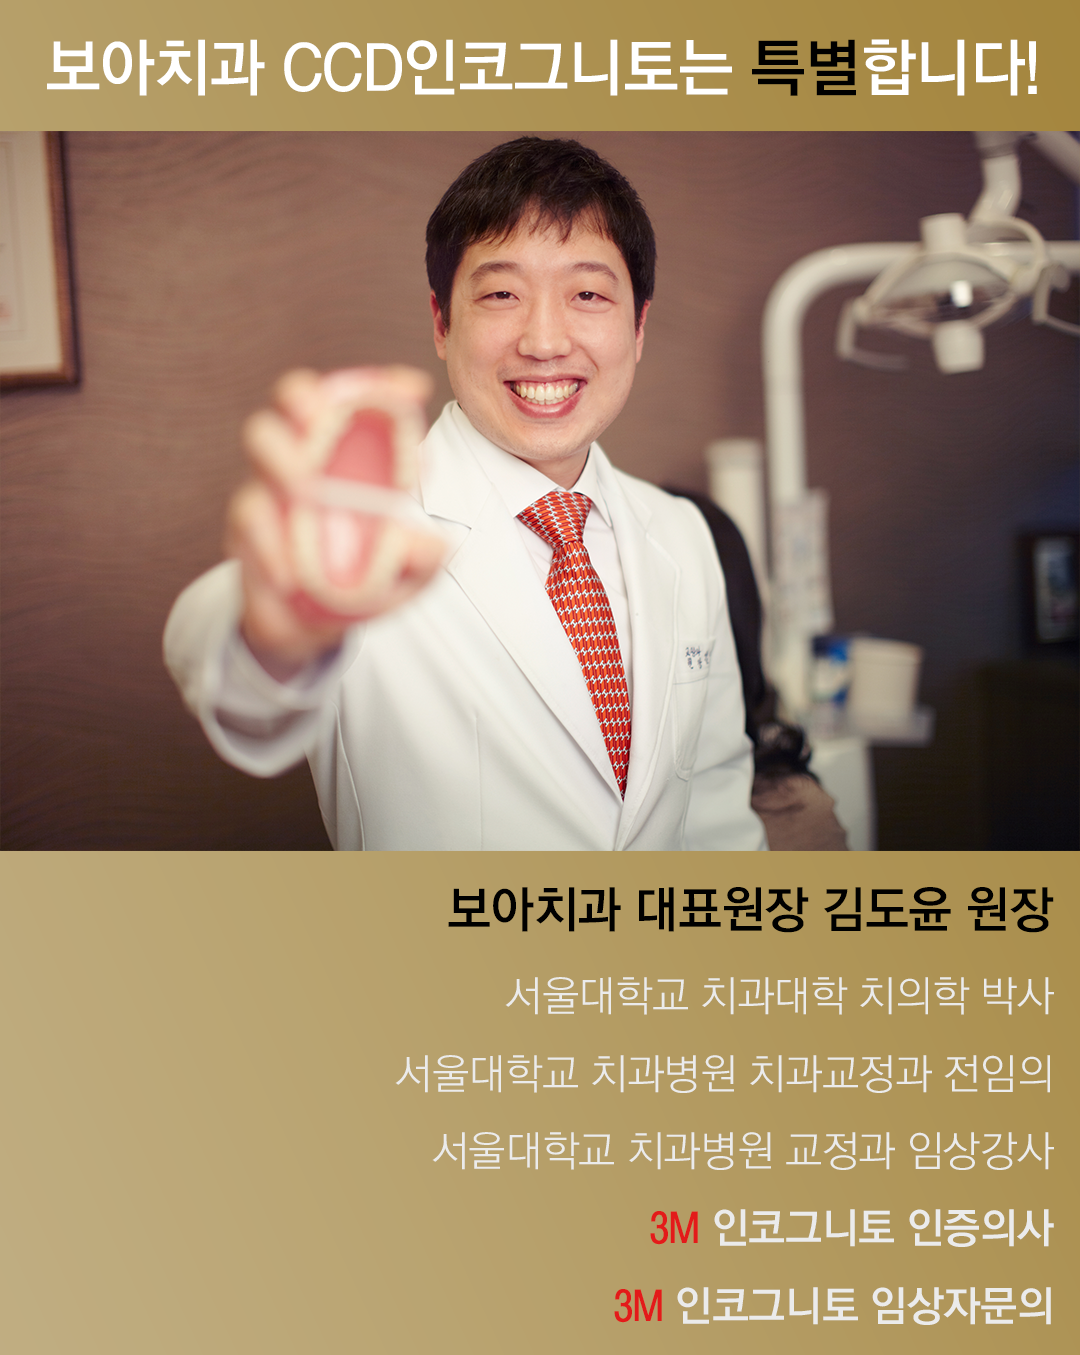 보아치과 CCD인코그니토는 특별합니다!
보아치과 대표원장 김도윤 원장
서울대학교 치과대학 치의학 박사
서울대학교 치과병원 치과교정과 전임의
서울대학교 치과병원 교정과 임상강사
3M 인코그니토 인증의사
3M 인코그니토 임상자문의